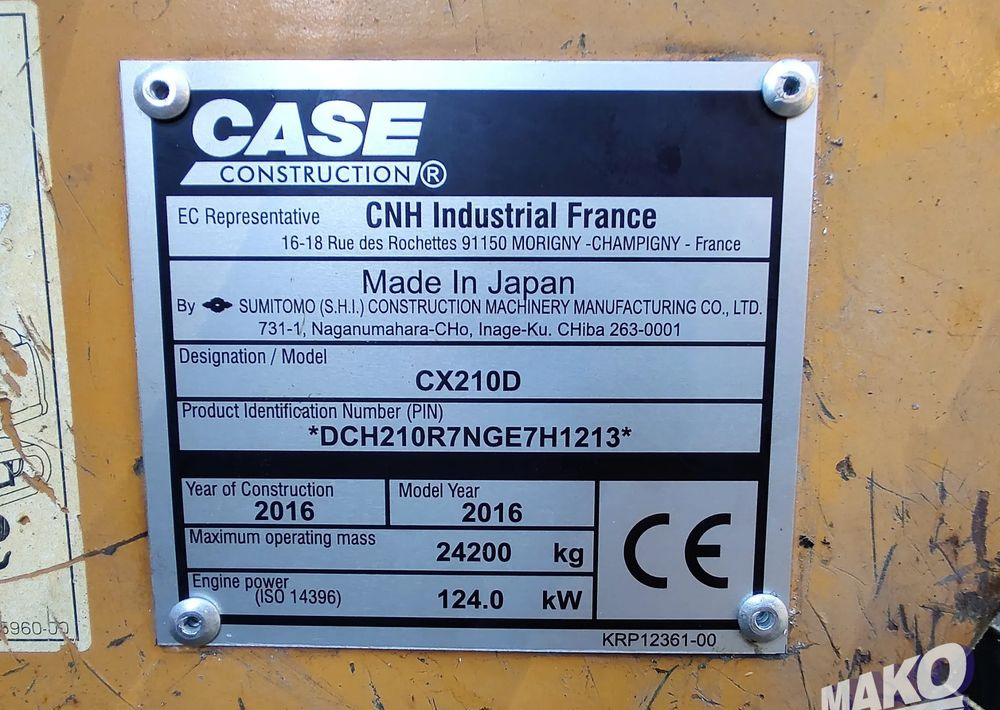 CASE
CONSTRUCTION ®
EC Representative CNH Industrial France
16-18 Rue des Rochettes 91150 MORIGNY -CHAMPIGNY - France
Made In Japan
By SUMITOMO (S.H.I.) CONSTRUCTION MACHINERY MANUFACTURING CO., LTD.
731-1, Naganumahara-CHo, Inage-Ku. CHiba 263-0001
Designation / Model
CX210D
Product Identification Number (PIN)
*DCH210R7NGE7H1213*
Year of Construction
2016
Model Year
2016
Maximum operating mass
24200 kg
Engine power
(ISO 14396)
124.0 kW
CE
KRP12361-00
5960-00
MAKO